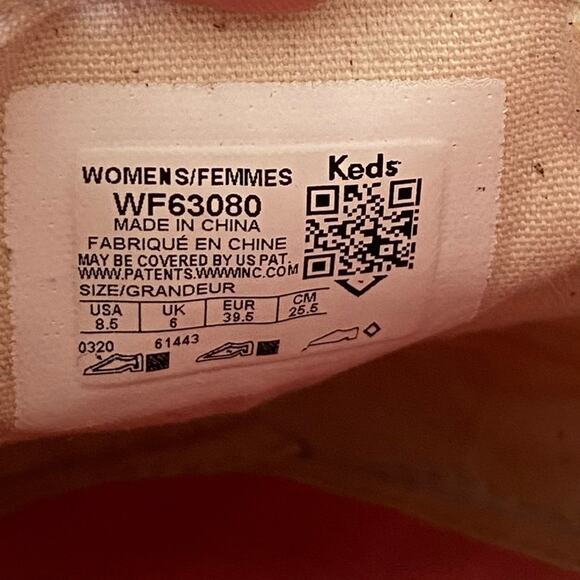 Keds
WOMENS/FEMMES
WF63080
MADE IN CHINA
FABRIQUÉ EN CHINE
MAY BE COVERED BY US PAT.
WWW.PATENTS.WWWINC.COM
SIZE/GRANDEUR
USA UK EUR CM
8.5 6 39.5 25.5
0320 61443